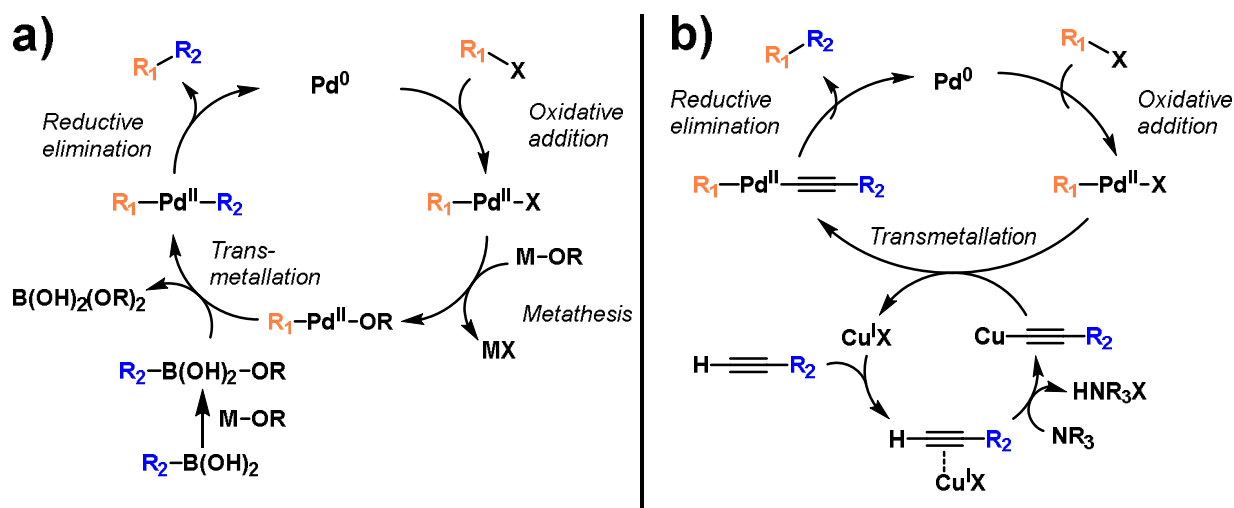 a)
R₁ R₂
Pd⁰
R₁ X
Reductive
elimination
Oxidative
addition
R₁–Pdᴵᴵ–R₂
R₁–Pdᴵᴵ–X
Trans-
metallation
M–OR
B(OH)₂(OR)₂
R₁–Pdᴵᴵ–OR
Metathesis
MX
R₂–B(OH)₂–OR
M–OR
R₂–B(OH)₂
b)
R₁ R₂
Pd⁰
R₁ X
Reductive
elimination
Oxidative
addition
R₁–Pdᴵᴵ–≡–R₂
R₁–Pdᴵᴵ–X
Transmetallation
CuᴵX
Cu–≡–R₂
H–≡–R₂
HNR₃X
NR₃
H–≡–R₂
CuᴵX